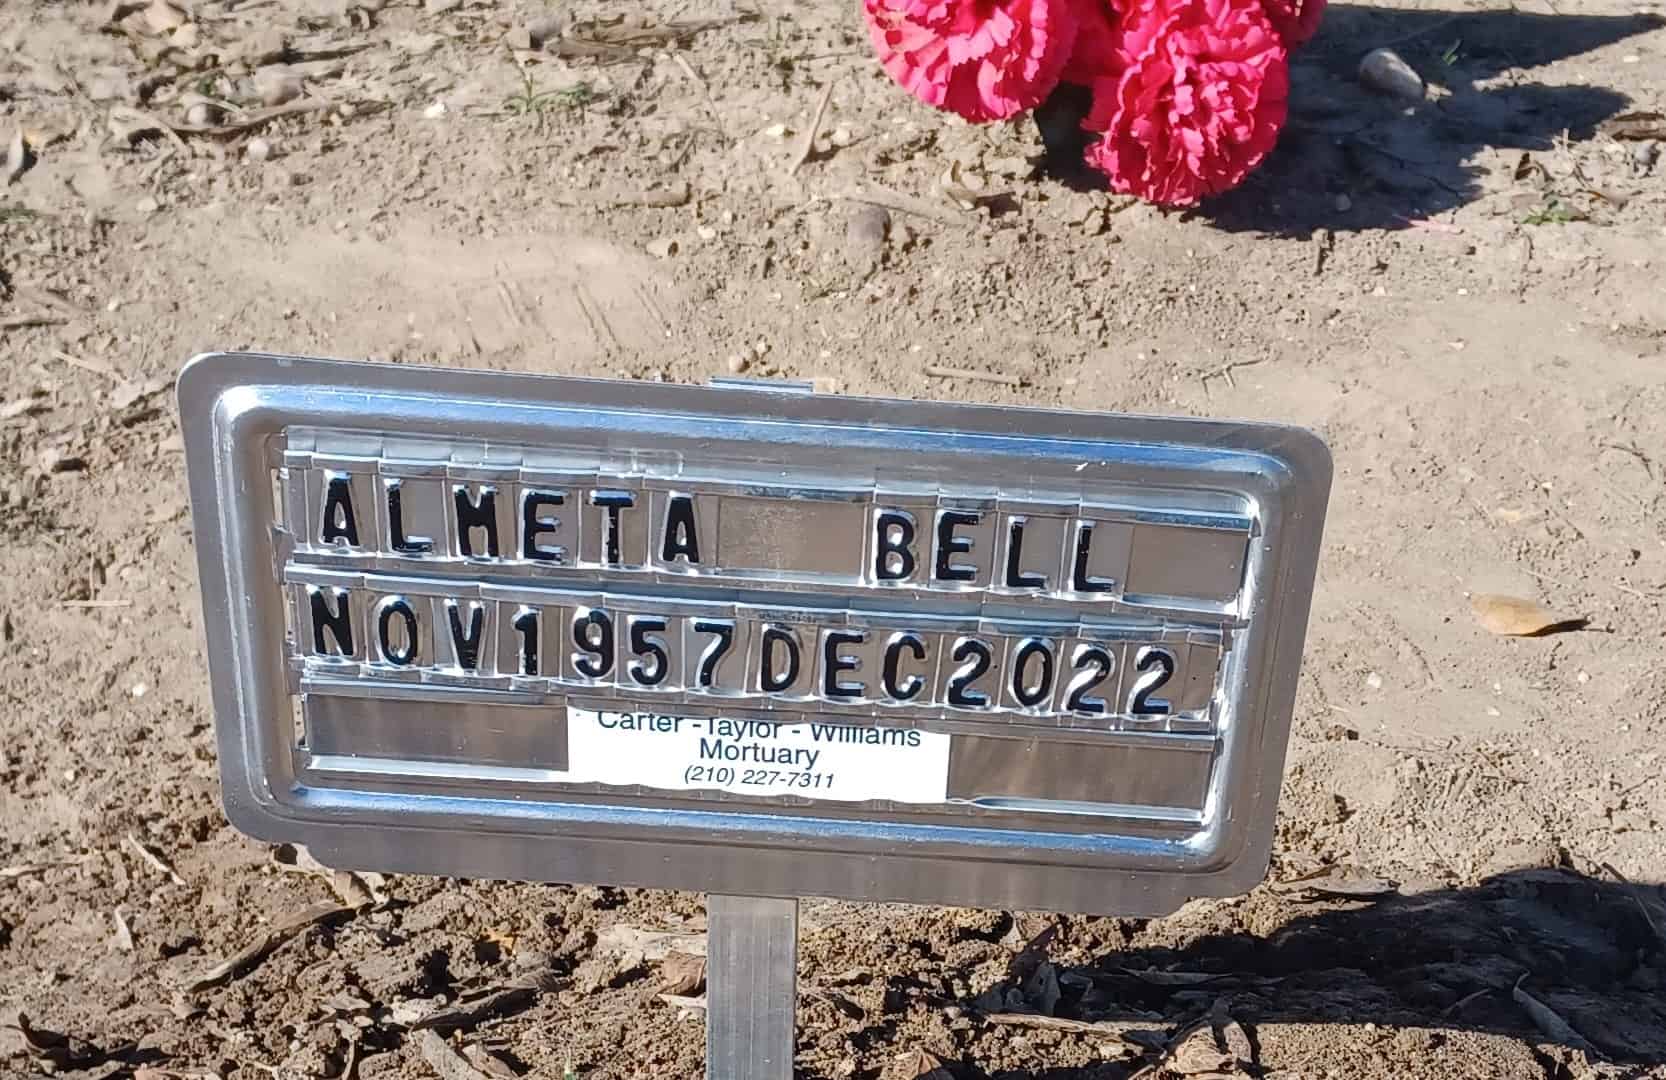 ALMETA BELL
NOV1957DEC2022
Carter -Taylor - Williams
Mortuary
(210) 227-7311